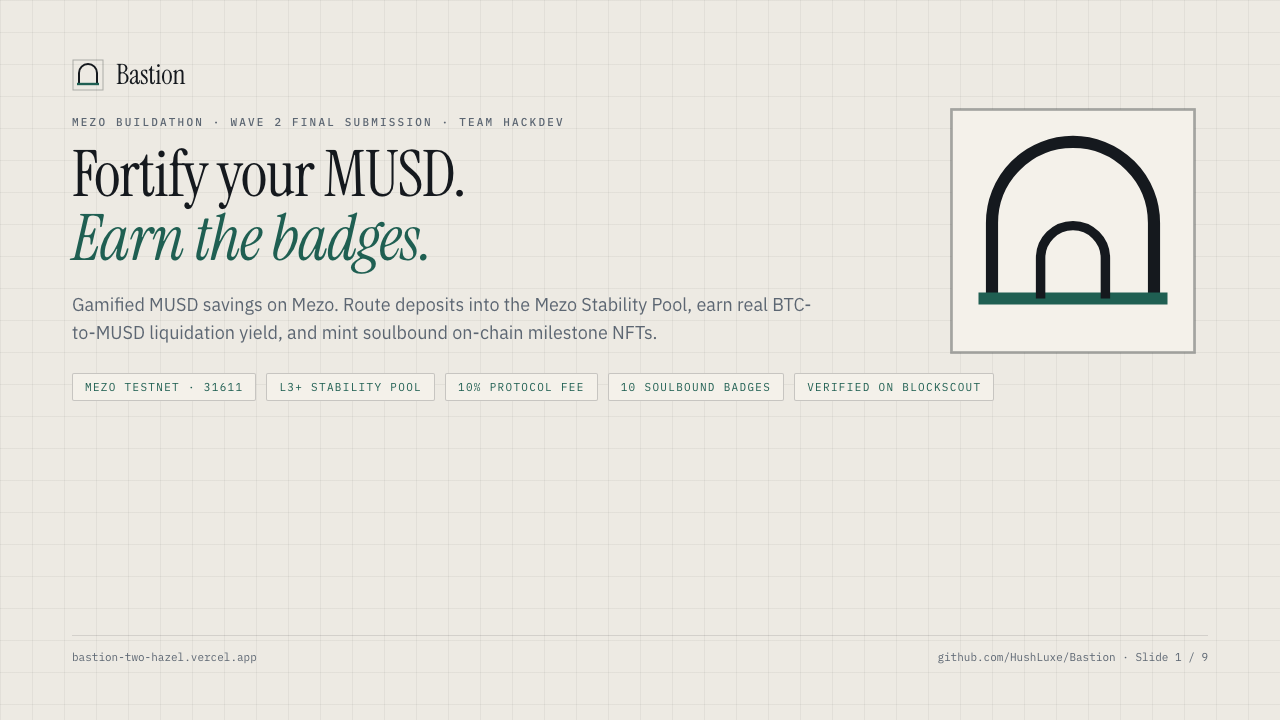 Bastion
MEZO BUILDATHON · WAVE 2 FINAL SUBMISSION · TEAM HACKDEV
Fortify your MUSD.
Earn the badges.
Gamified MUSD savings on Mezo. Route deposits into the Mezo Stability Pool, earn real BTC-
to-MUSD liquidation yield, and mint soulbound on-chain milestone NFTs.
MEZO TESTNET · 31611
L3+ STABILITY POOL
10% PROTOCOL FEE
10 SOULBOUND BADGES
VERIFIED ON BLOCKSCOUT
bastion-two-hazel.vercel.app
github.com/HushLuxe/Bastion · Slide 1 / 9